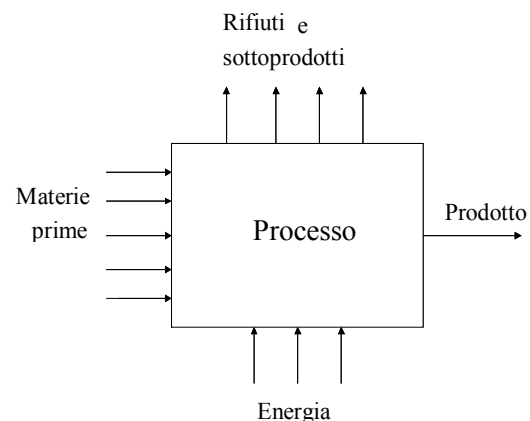 Rifiuti e
sottoprodotti
Materie
prime
Processo
Prodotto
Energia